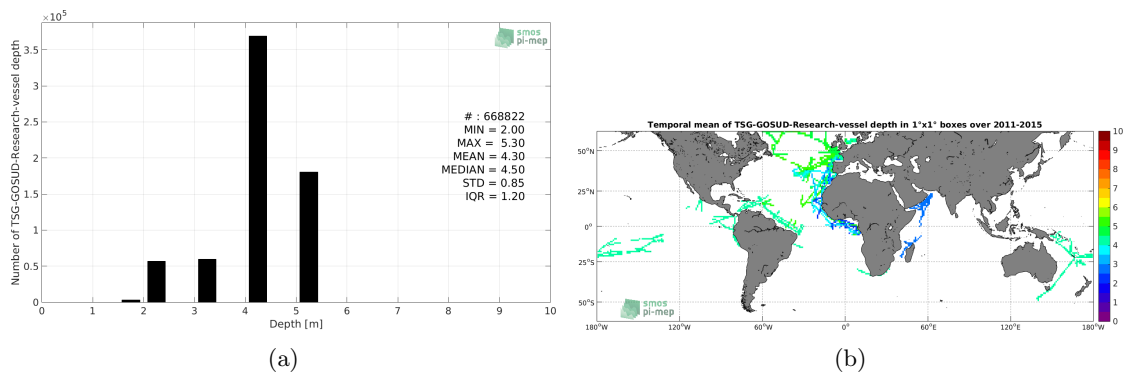 ×10⁵
smos
pi-mep
Number of TSG-GOSUD-Research-vessel depth
3.5
3
2.5
2
1.5
1
0.5
0
# : 668822
MIN = 2.00
MAX = 5.30
MEAN = 4.30
MEDIAN = 4.50
STD = 0.85
IQR = 1.20
0 1 2 3 4 5 6 7 8 9 10
Depth [m]
(a)
Temporal mean of TSG-GOSUD-Research-vessel depth in 1°x1° boxes over 2011-2015
50°N
25°N
0°
25°S
50°S
180°W 120°W 60°W 0° 60°E 120°E 180°W
10
9
8
7
6
5
4
3
2
1
0
smos
pi-mep
(b)